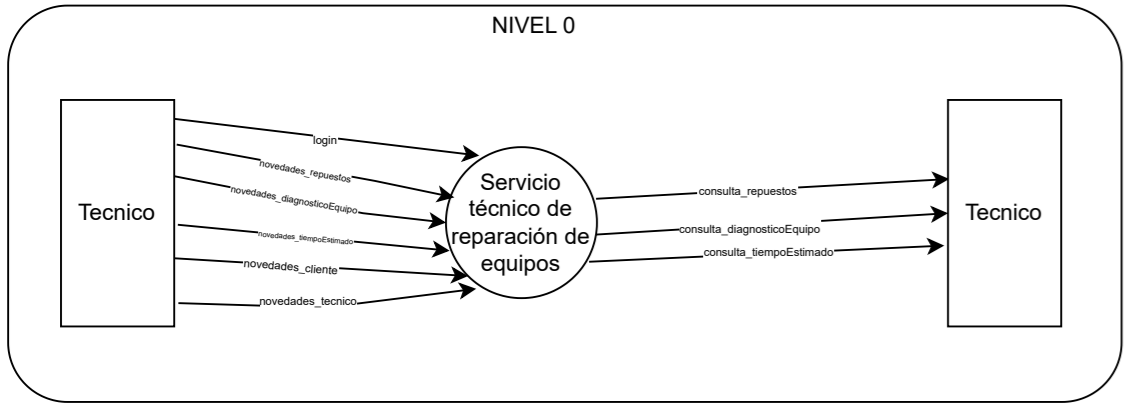 NIVEL 0
Tecnico
login
novedades_repuestos
novedades_diagnosticoEquipo
novedades_tiempoEstimado
novedades_cliente
novedades_tecnico
Servicio
técnico de
reparación de
equipos
consulta_repuestos
consulta_diagnosticoEquipo
consulta_tiempoEstimado
Tecnico